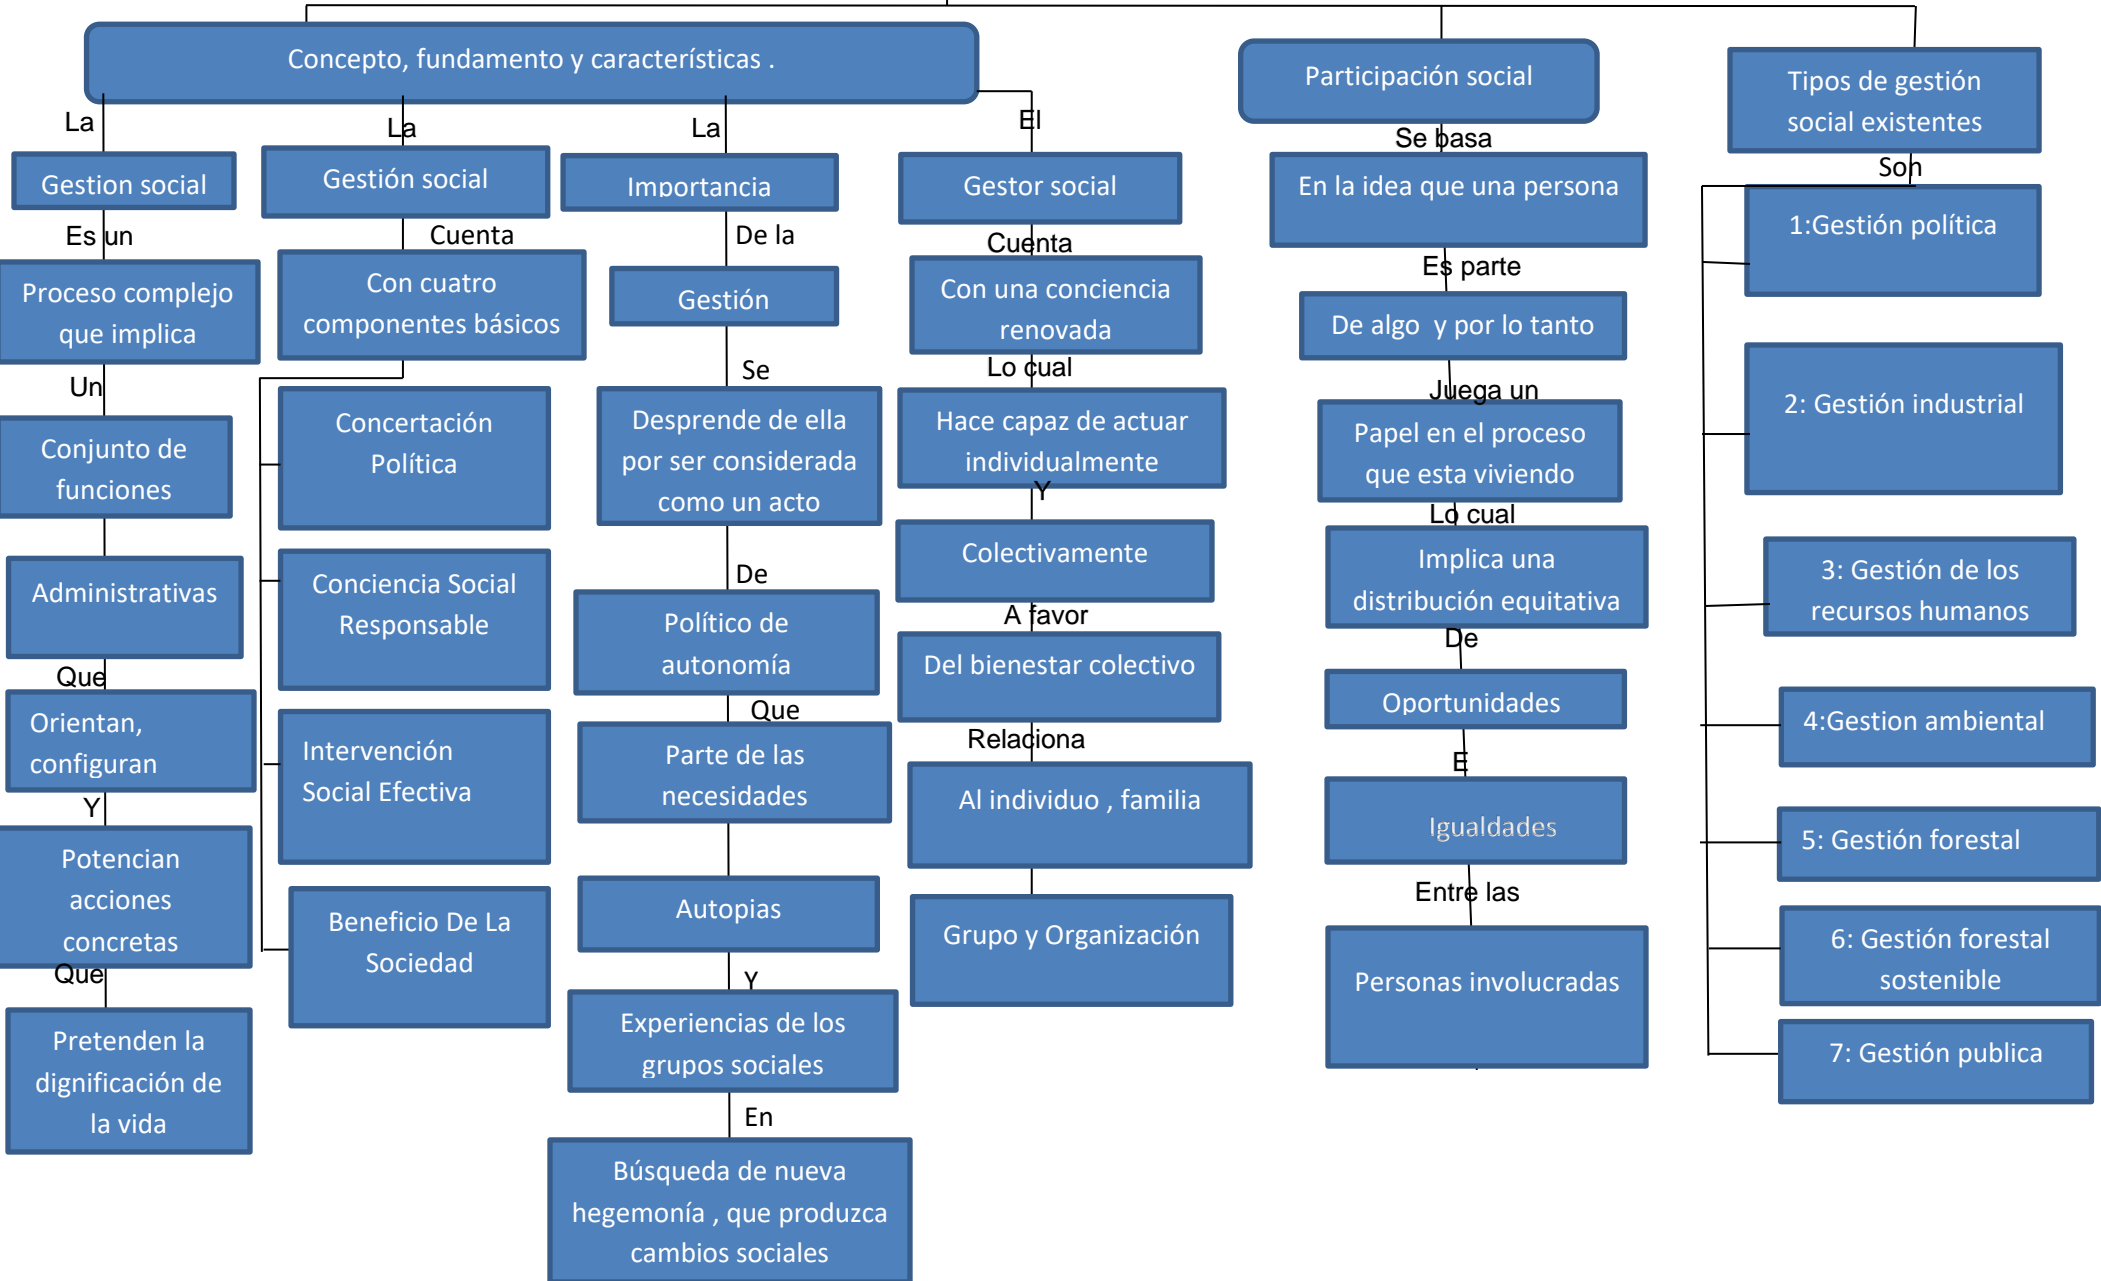 Concepto, fundamento y características .
La
Gestion social
Es un
Proceso complejo
que implica
Un
Conjunto de
funciones
Administrativas
Que
Orientan,
configuran
Y
Potencian
acciones
concretas
Que
Pretenden la
dignificación de
la vida
La
Gestión social
Cuenta
Con cuatro
componentes básicos
Concertación
Política
Conciencia Social
Responsable
Intervención
Social Efectiva
Beneficio De La
Sociedad
La
Importancia
De la
Gestión
Se
Desprende de ella
por ser considerada
como un acto
De
Político de
autonomía
Que
Parte de las
necesidades
Autopias
Y
Experiencias de los
grupos sociales
En
Búsqueda de nueva
hegemonía , que produzca
cambios sociales
El
Gestor social
Cuenta
Con una conciencia
renovada
Lo cual
Hace capaz de actuar
individualmente
Y
Colectivamente
A favor
Del bienestar colectivo
Relaciona
Al individuo , familia
Grupo y Organización
Participación social
Se basa
En la idea que una persona
Es parte
De algo  y por lo tanto
Juega un
Papel en el proceso
que esta viviendo
Lo cual
Implica una
distribución equitativa
De
Oportunidades
E
Igualdades
Entre las
Personas involucradas
Tipos de gestión
social existentes
Son
1:Gestión política
2: Gestión industrial
3: Gestión de los
recursos humanos
4:Gestion ambiental
5: Gestión forestal
6: Gestión forestal
sostenible
7: Gestión publica